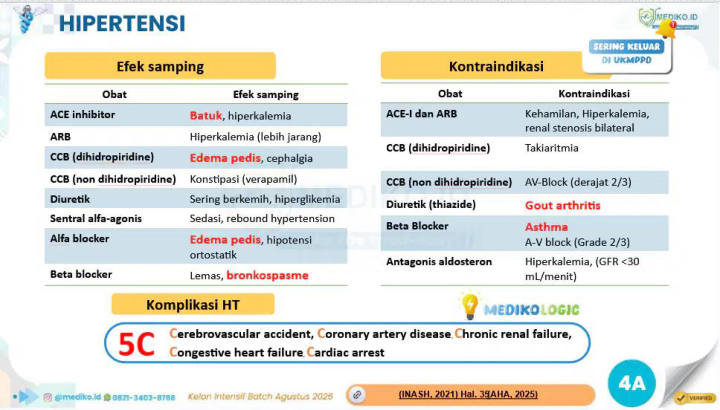 HIPERTENSI
MEDIKO.ID
SERING KELUAR
DI UKMPPD
Efek samping
Obat Efek samping
ACE inhibitor Batuk, hiperkalemia
ARB Hiperkalemia (lebih jarang)
CCB (dihidropiridine) Edema pedis, cephalgia
CCB (non dihidropiridine) Konstipasi (verapamil)
Diuretik Sering berkemih, hiperglikemia
Sentral alfa-agonis Sedasi, rebound hypertension
Alfa blocker Edema pedis, hipotensi
ortostatik
Beta blocker Lemas, bronkospasme
Kontraindikasi
Obat Kontraindikasi
ACE-I dan ARB Kehamilan, Hiperkalemia,
renal stenosis bilateral
CCB (dihidropiridine) Takiaritmia
CCB (non dihidropiridine) AV-Block (derajat 2/3)
Diuretik (thiazide) Gout arthritis
Beta Blocker Asthma
A-V block (Grade 2/3)
Antagonis aldosteron Hiperkalemia, (GFR <30
mL/menit)
Komplikasi HT
MEDIKOLOGIC
5C
Cerebrovascular accident, Coronary artery disease, Chronic renal failure,
Congestive heart failure, Cardiac arrest
4A
@mediko.id 0821-3403-8768 Kelon Intensif Batch Agustus 2025
(INASH, 2021) Hal. 35(AHA, 2025)
VERIFIED